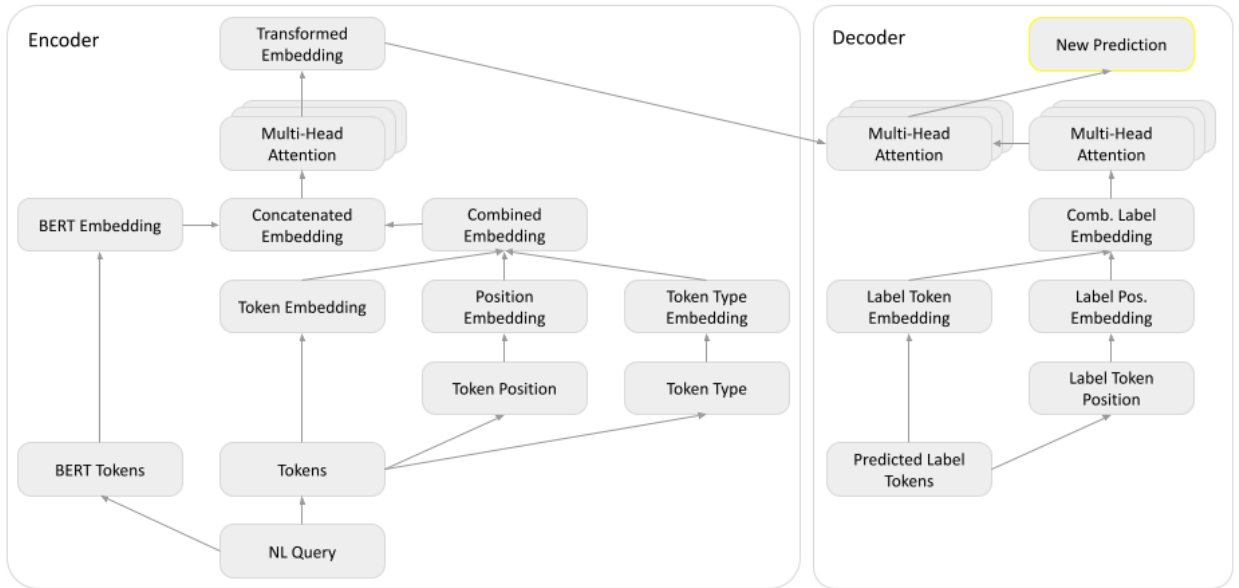 Encoder
Transformed
Embedding
Multi-Head
Attention
BERT Embedding
Concatenated
Embedding
Combined
Embedding
Token Embedding
Position
Embedding
Token Type
Embedding
Token Position
Token Type
BERT Tokens
Tokens
NL Query
Decoder
New Prediction
Multi-Head
Attention
Multi-Head
Attention
Comb. Label
Embedding
Label Token
Embedding
Label Pos.
Embedding
Label Token
Position
Predicted Label
Tokens